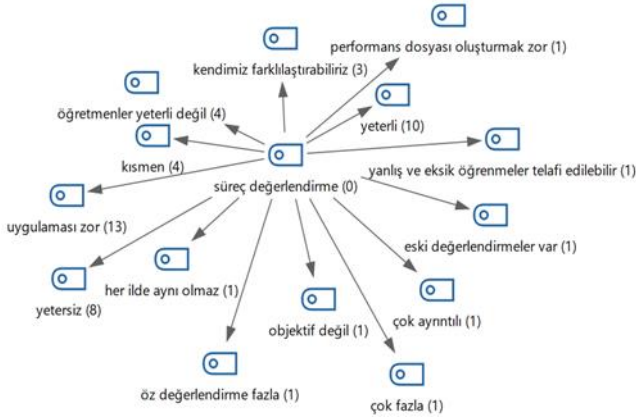 performans dosyası oluşturmak zor (1)
kendimiz farklılaştırabiliriz (3)
öğretmenler yeterli değil (4)
yeterli (10)
kısmen (4)
yanlış ve eksik öğrenmeler telafi edilebilir (1)
süreç değerlendirme (0)
uygulaması zor (13)
eski değerlendirmeler var (1)
her ilde aynı olmaz (1)
yetersiz (8)
objektif değil (1)
çok ayrıntılı (1)
öz değerlendirme fazla (1)
çok fazla (1)